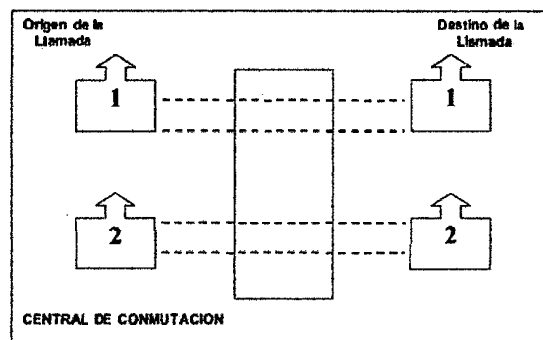 Origen de la
Llamada
Destino de la
Llamada
1
1
2
2
CENTRAL DE CONMUTACION